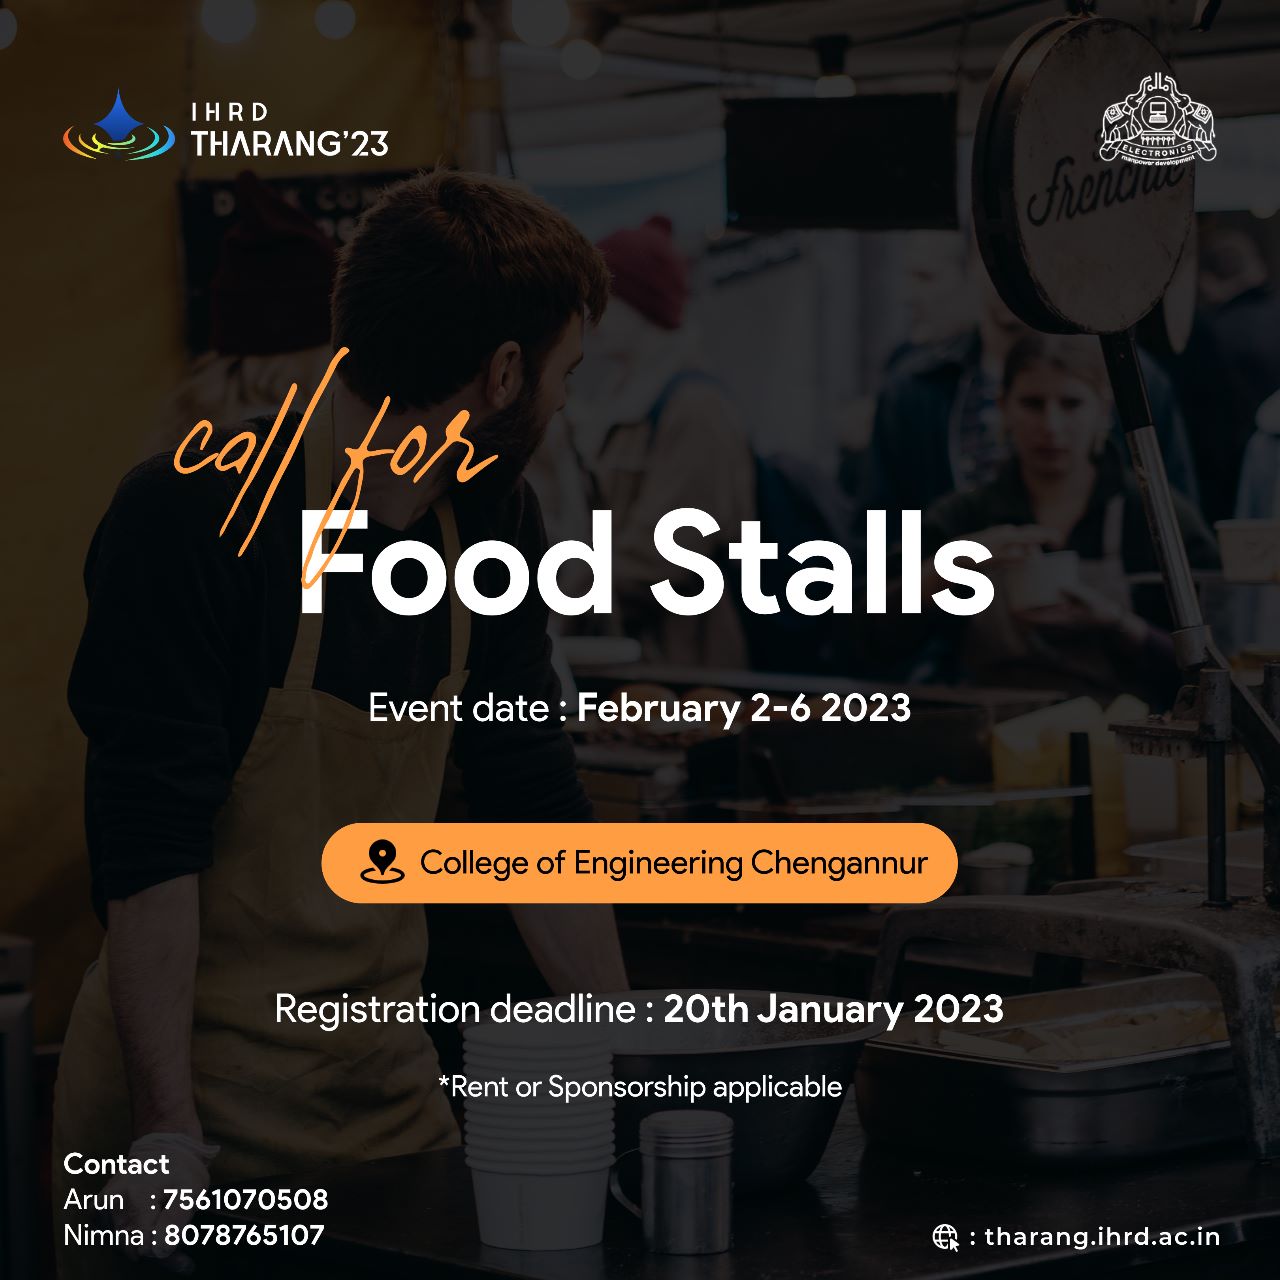 IHRD
THARANG'23
ELECTRONICS
manpower development
frenchie
call for
Food Stalls
Event date : February 2-6 2023
College of Engineering Chengannur
Registration deadline : 20th January 2023
*Rent or Sponsorship applicable
Contact
Arun : 7561070508
Nimna : 8078765107
: tharang.ihrd.ac.in